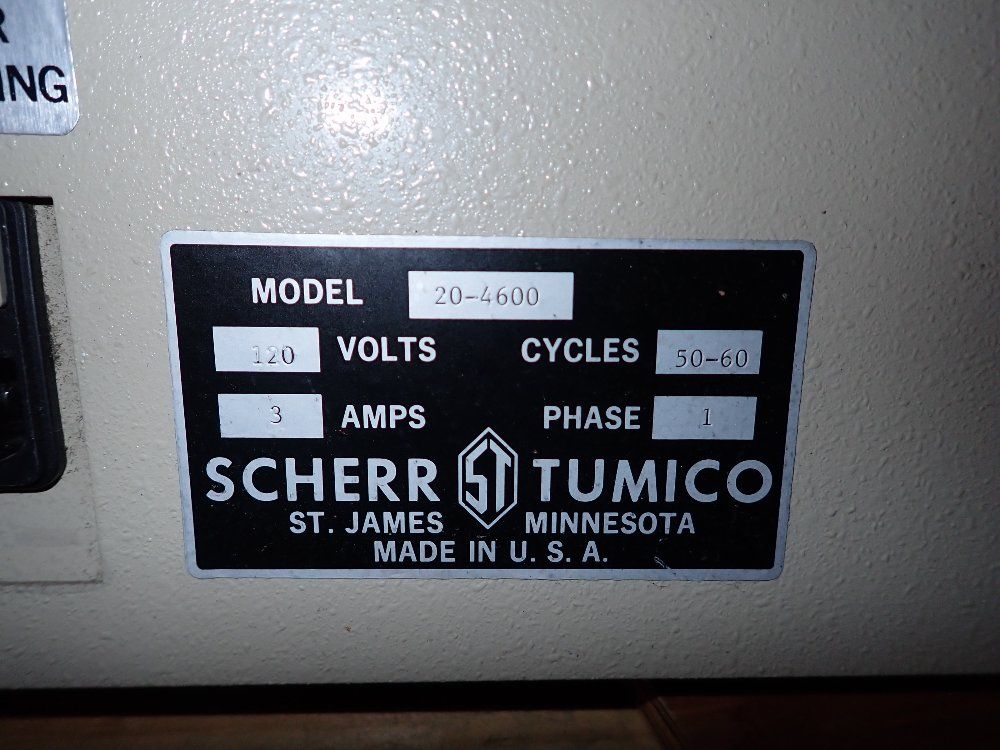 R
ING
MODEL 20-4600
120 VOLTS CYCLES 50-60
3 AMPS PHASE 1
SCHERR ST TUMICO
ST. JAMES MINNESOTA
MADE IN U. S. A.